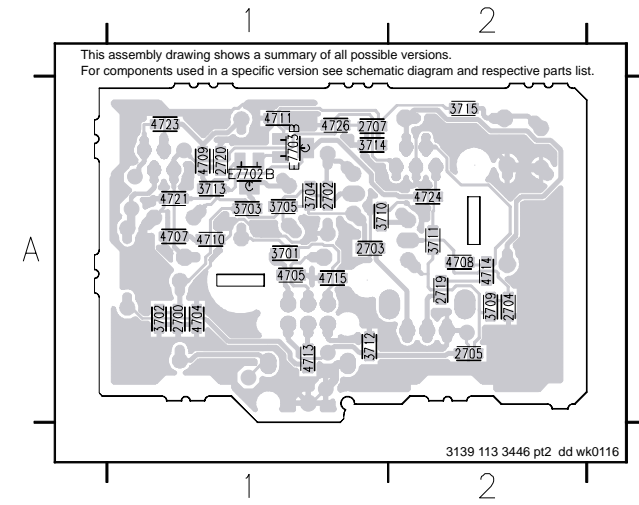 1 2
This assembly drawing shows a summary of all possible versions.
For components used in a specific version see schematic diagram and respective parts list.
3715
4723 4711 4726 2707
B
7703
E C
3714
4709 2720
E 7702 B
C
3713
4721 3703 3705 3704 2702 4724
3710
4707 4710 3711
A
3701 2703
4708 4714
4705 4715
2719
3709 2704
3702 2700 4704
4713 3712 2705
3139 113 3446 pt2 dd wk0116
1 2